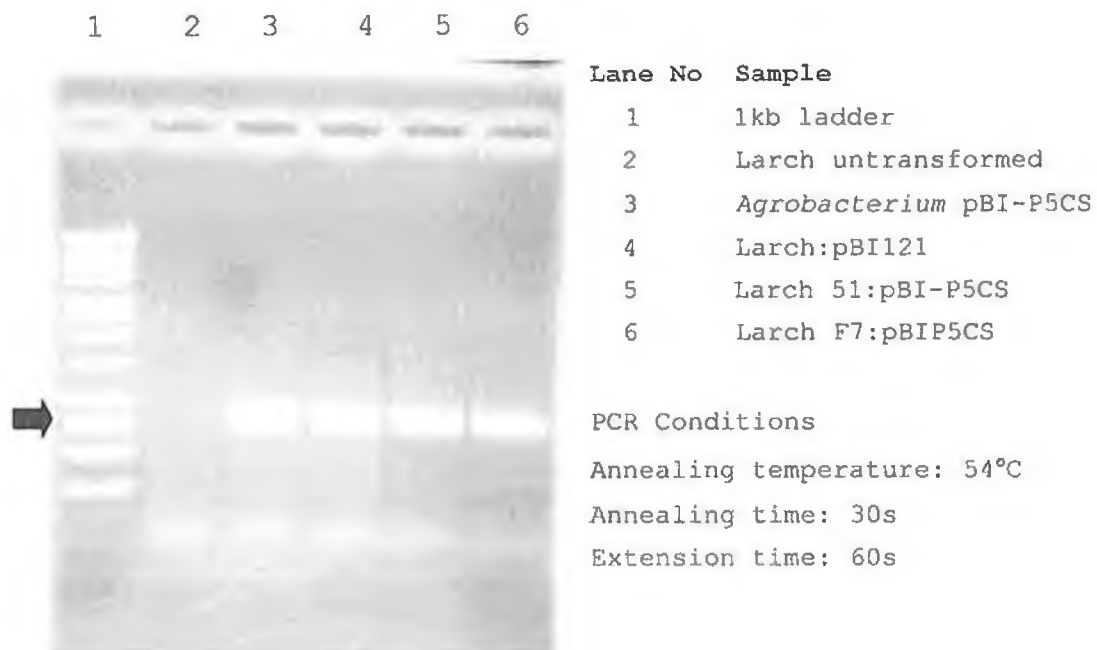 1 2 3 4 5 6
Lane No Sample
1 1kb ladder
2 Larch untransformed
3 Agrobacterium pBI-P5CS
4 Larch:pBI121
5 Larch 51:pBI-P5CS
6 Larch F7:pBIP5CS
PCR Conditions
Annealing temperature: 54°C
Annealing time: 30s
Extension time: 60s